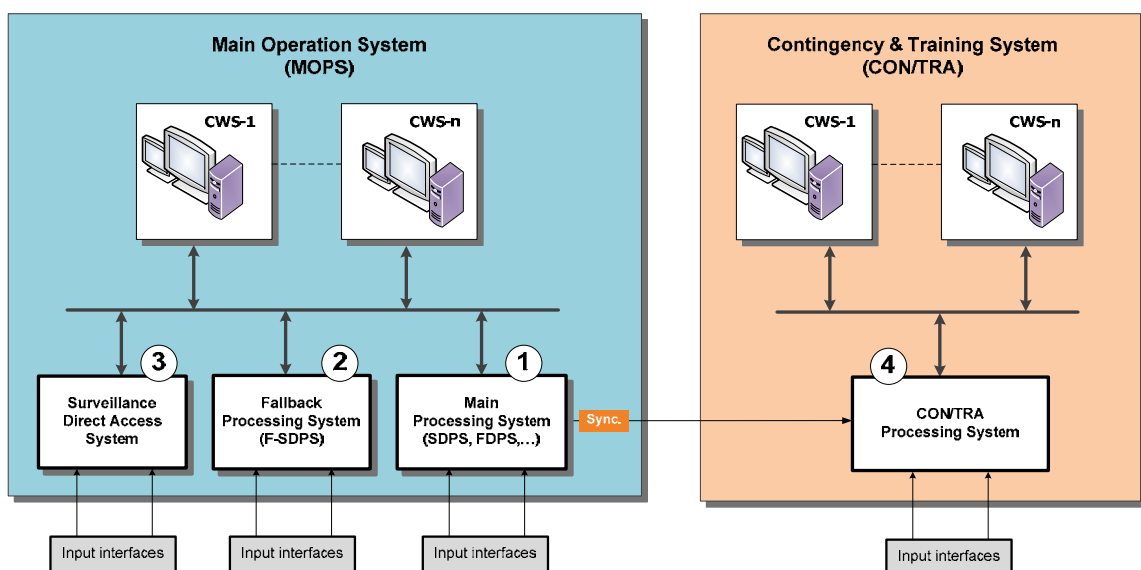 Main Operation System
(MOPS)
Contingency & Training System
(CON/TRA)
CWS-1
CWS-n
CWS-1
CWS-n
3
2
1
4
Surveillance
Direct Access
System
Fallback
Processing System
(F-SDPS)
Main
Processing System
(SDPS, FDPS,...)
Sync.
CON/TRA
Processing System
Input interfaces
Input interfaces
Input interfaces
Input interfaces